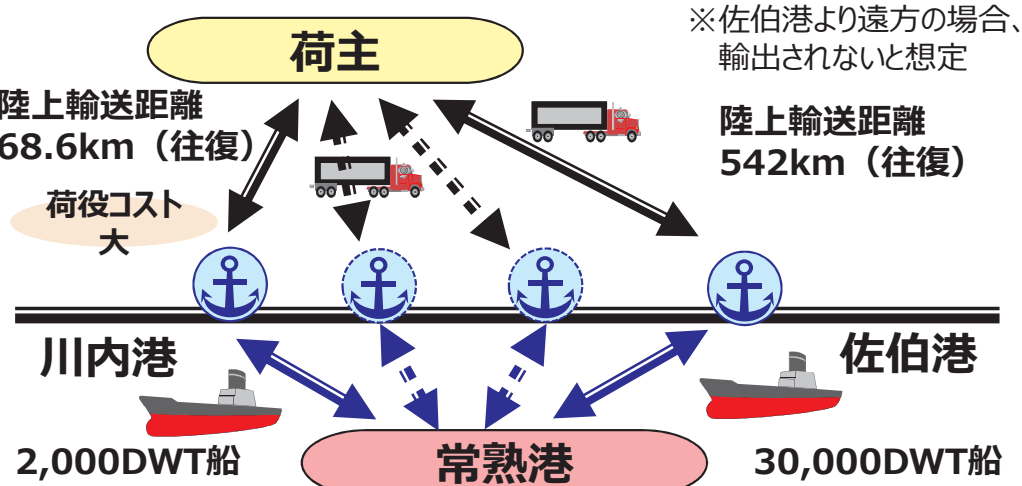 ※佐伯港より遠方の場合、
輸出されないと想定
荷主
陸上輸送距離
68.6km（往復）
陸上輸送距離
542km（往復）
荷役コスト
大
川内港
佐伯港
2,000DWT船
常熟港
30,000DWT船